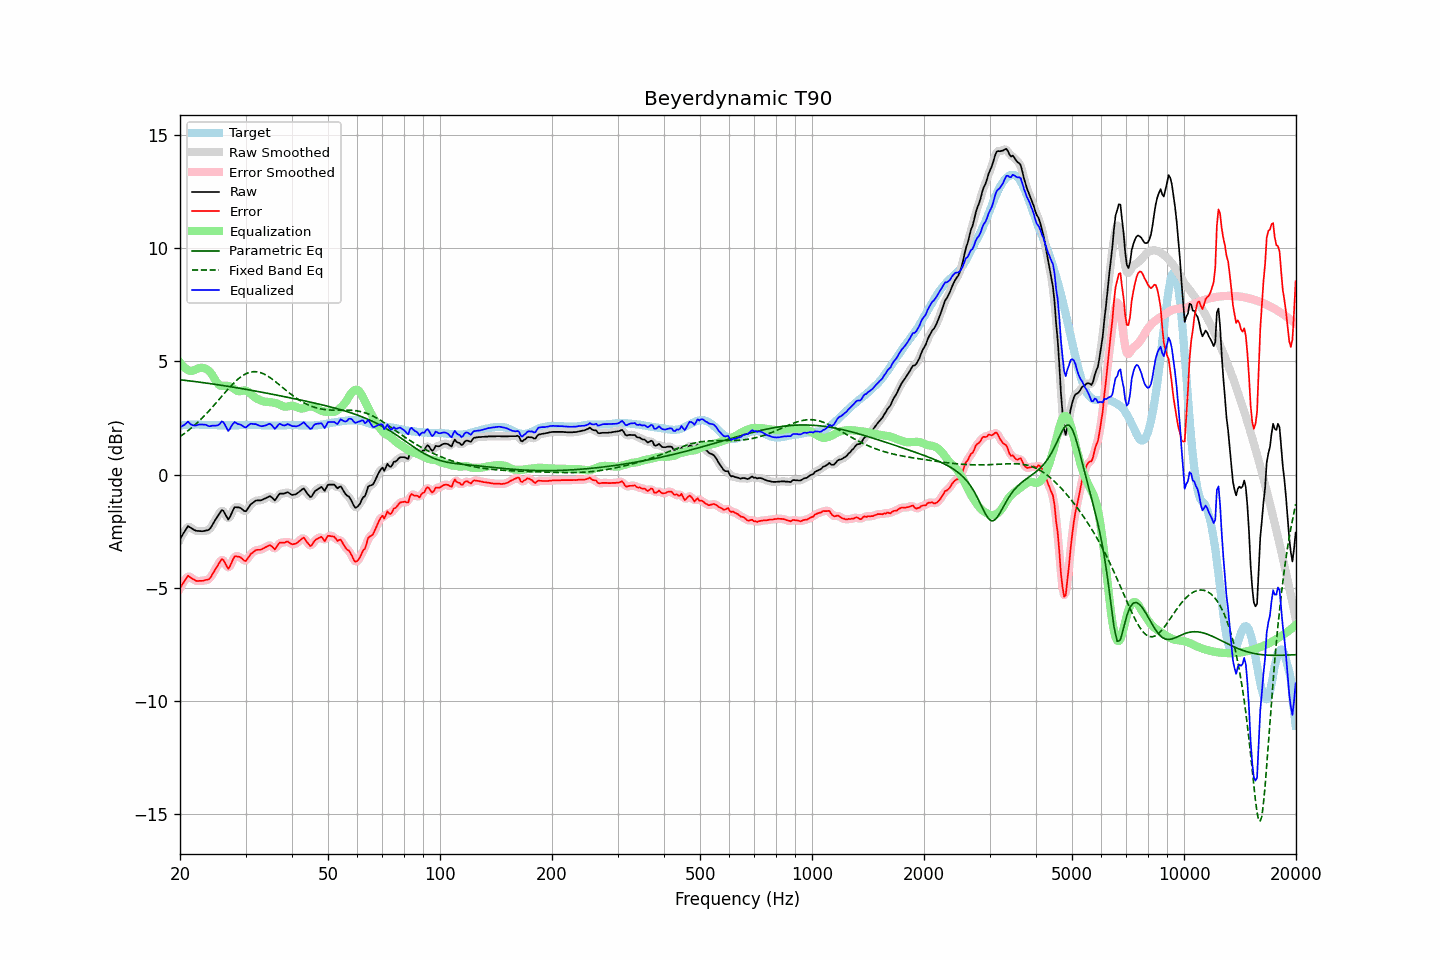 Beyerdynamic T90
Target
Raw Smoothed
Error Smoothed
Raw
Error
Equalization
Parametric Eq
Fixed Band Eq
Equalized
15
10
5
0
−5
−10
−15
Amplitude (dBr)
20
50
100
200
500
1000
2000
5000
10000
20000
Frequency (Hz)